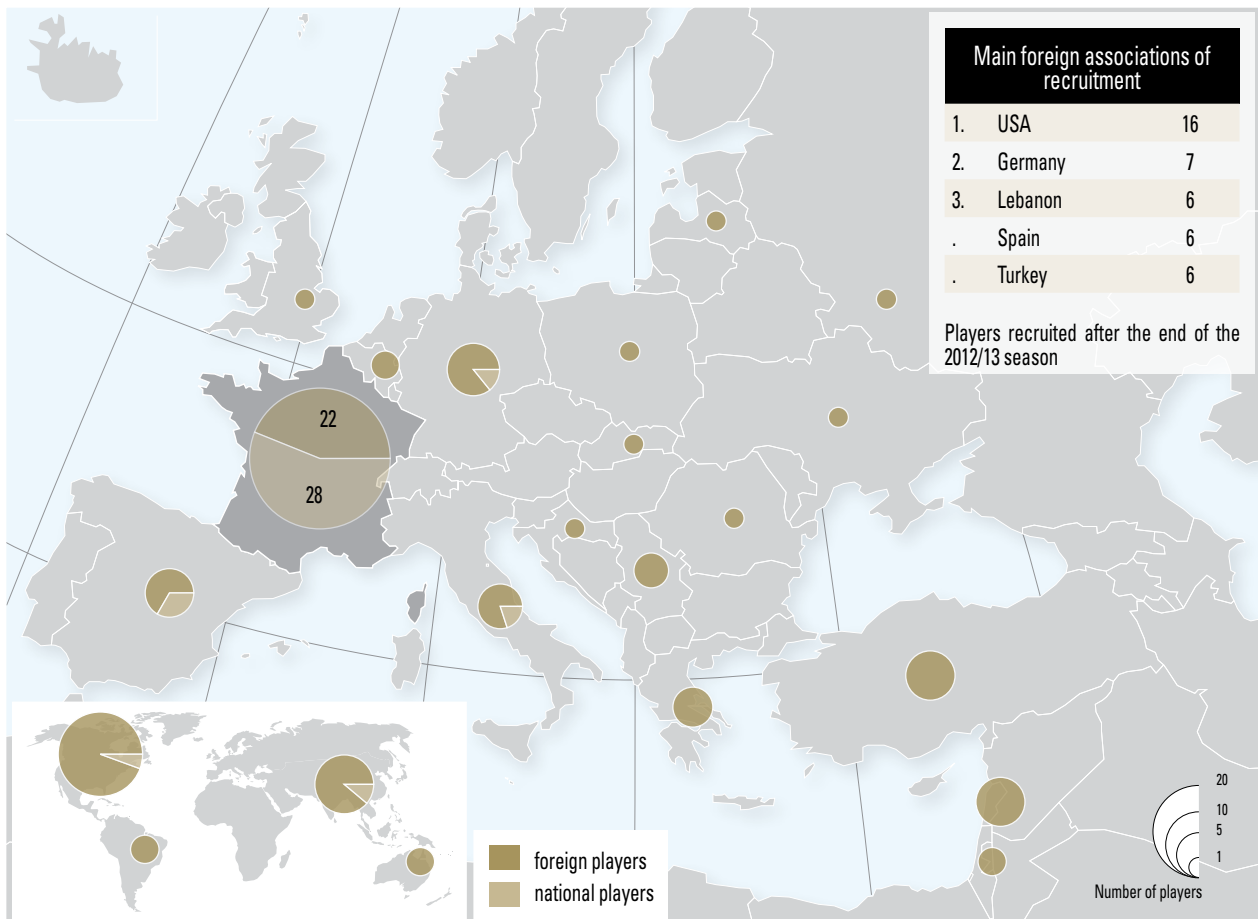 Main foreign associations of
recruitment
1. USA 16
2. Germany 7
3. Lebanon 6
. Spain 6
. Turkey 6
Players recruited after the end of the
2012/13 season
22
28
foreign players
national players
20
10
5
1
Number of players